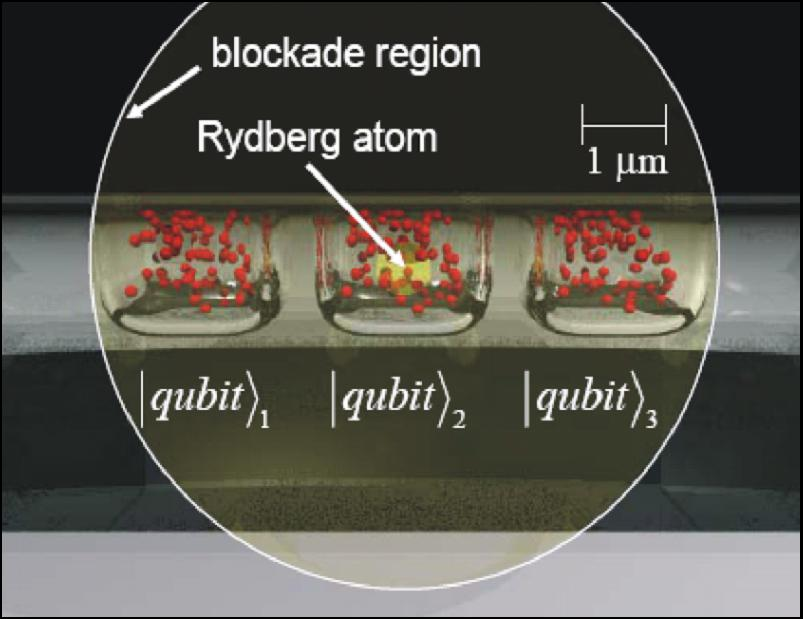 blockade region
Rydberg atom
1 μm
|qubit⟩₁ |qubit⟩₂ |qubit⟩₃